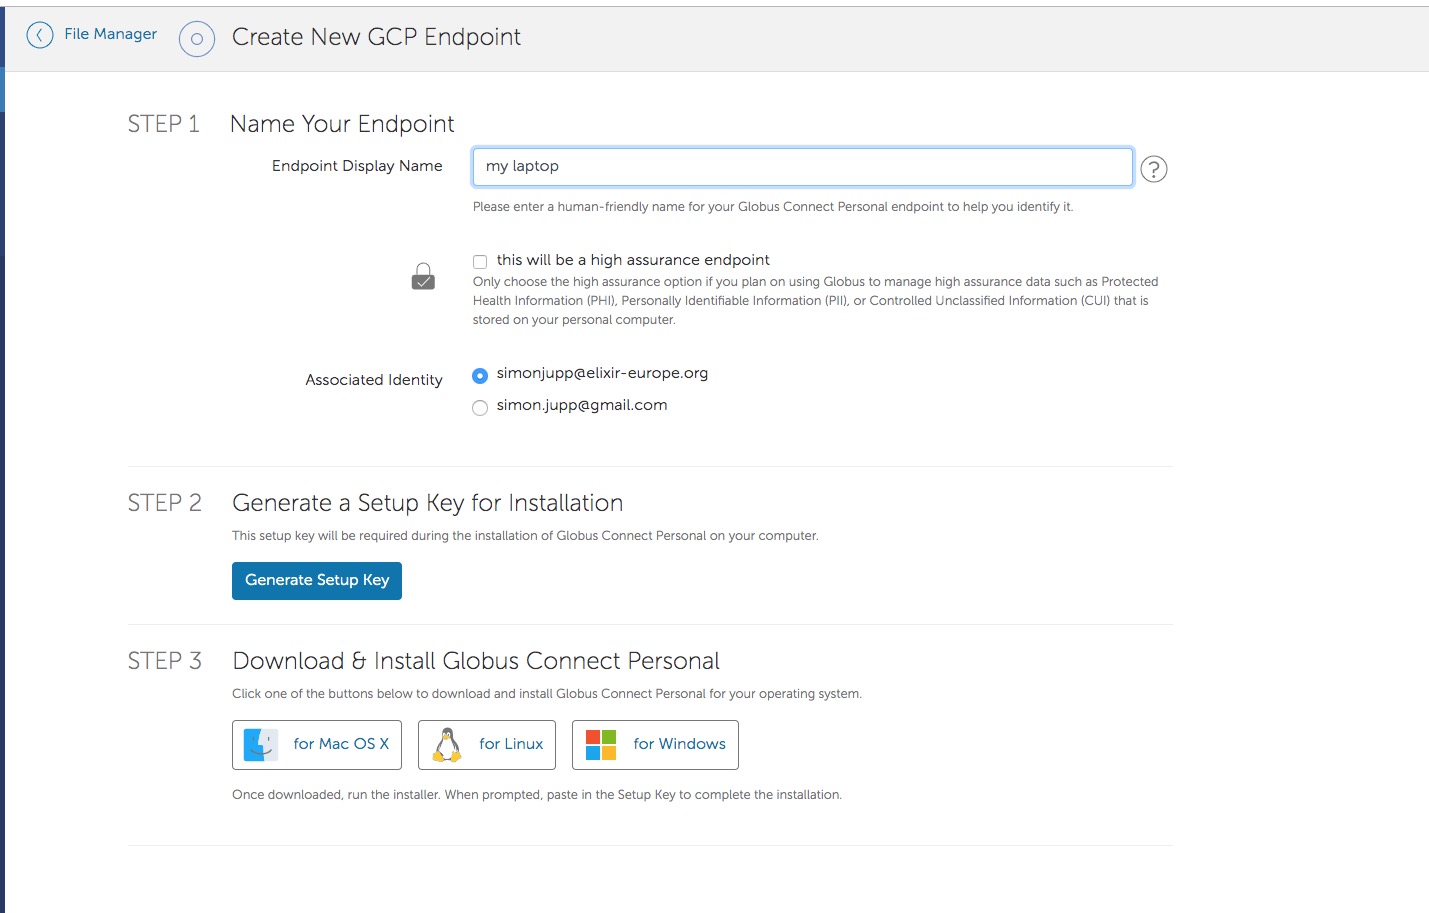 File Manager
Create New GCP Endpoint
STEP 1
Name Your Endpoint
Endpoint Display Name
my laptop
?
Please enter a human-friendly name for your Globus Connect Personal endpoint to help you identify it.
this will be a high assurance endpoint
Only choose the high assurance option if you plan on using Globus to manage high assurance data such as Protected
Health Information (PHI), Personally Identifiable Information (PII), or Controlled Unclassified Information (CUI) that is
stored on your personal computer.
Associated Identity
simonjupp@elixir-europe.org
simon.jupp@gmail.com
STEP 2
Generate a Setup Key for Installation
This setup key will be required during the installation of Globus Connect Personal on your computer.
Generate Setup Key
STEP 3
Download & Install Globus Connect Personal
Click one of the buttons below to download and install Globus Connect Personal for your operating system.
for Mac OS X
for Linux
for Windows
Once downloaded, run the installer. When prompted, paste in the Setup Key to complete the installation.